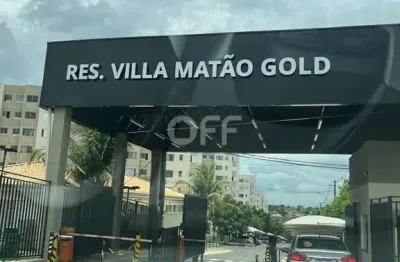 RES. VILLA MATÃO GOLD
OFF